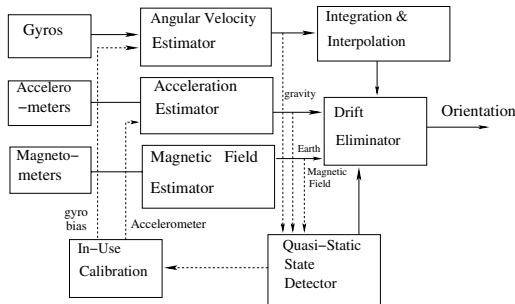 Gyros
Angular Velocity
Estimator
Integration &
Interpolation
Accelero
-meters
Acceleration
Estimator
gravity
Drift
Eliminator
Orientation
Magneto-
meters
Magnetic Field
Estimator
Earth
Magnetic
Field
gyro
bias
Accelerometer
In-Use
Calibration
Quasi-Static
State
Detector